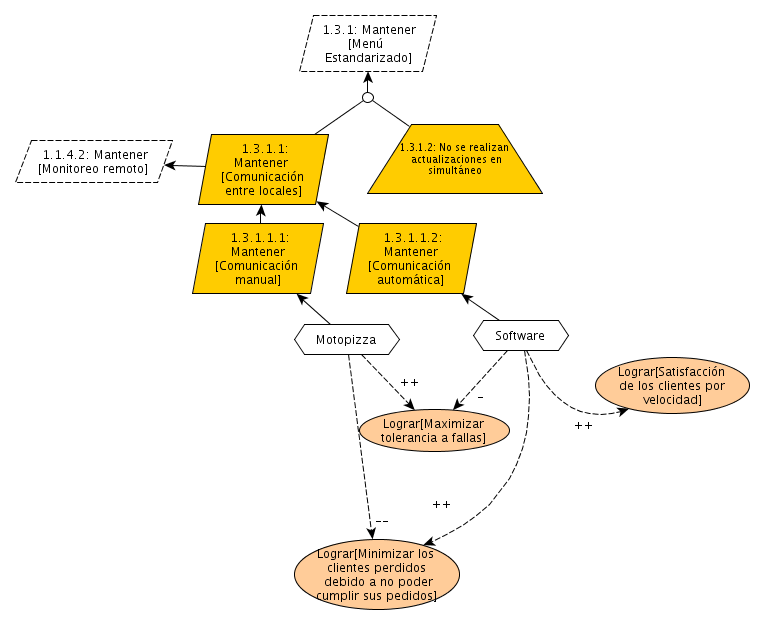 1.3.1: Mantener
[Menú
Estandarizado]
1.1.4.2: Mantener
[Monitoreo remoto]
1.3.1.1:
Mantener
[Comunicación
entre locales]
1.3.1.2: No se realizan
actualizaciones en
simultáneo
1.3.1.1.1:
Mantener
[Comunicación
manual]
1.3.1.1.2:
Mantener
[Comunicación
automática]
Motopizza
Software
++
-
Lograr[Satisfacción
de los clientes por
velocidad]
++
Lograr[Maximizar
tolerancia a fallas]
++
--
Lograr[Minimizar los
clientes perdidos
debido a no poder
cumplir sus pedidos]